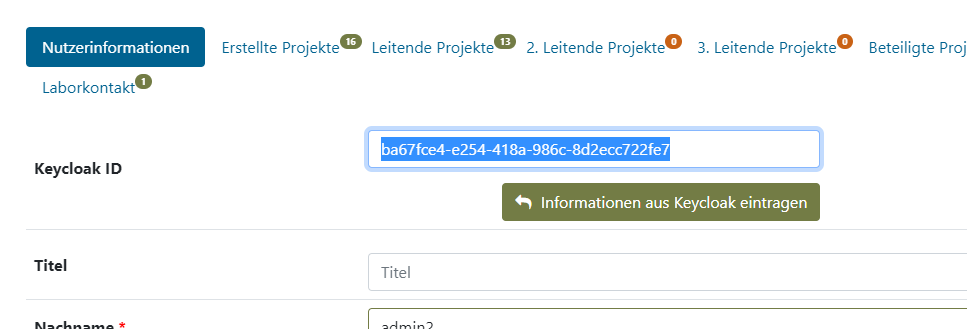 Nutzerinformationen Erstellte Projekte 16 Leitende Projekte 13 2. Leitende Projekte 0 3. Leitende Projekte 0 Beteiligte Proj
Laborkontakt 1
Keycloak ID ba67fce4-e254-418a-986c-8d2ecc722fe7
Informationen aus Keycloak eintragen
Titel Titel
Nachname * admin2